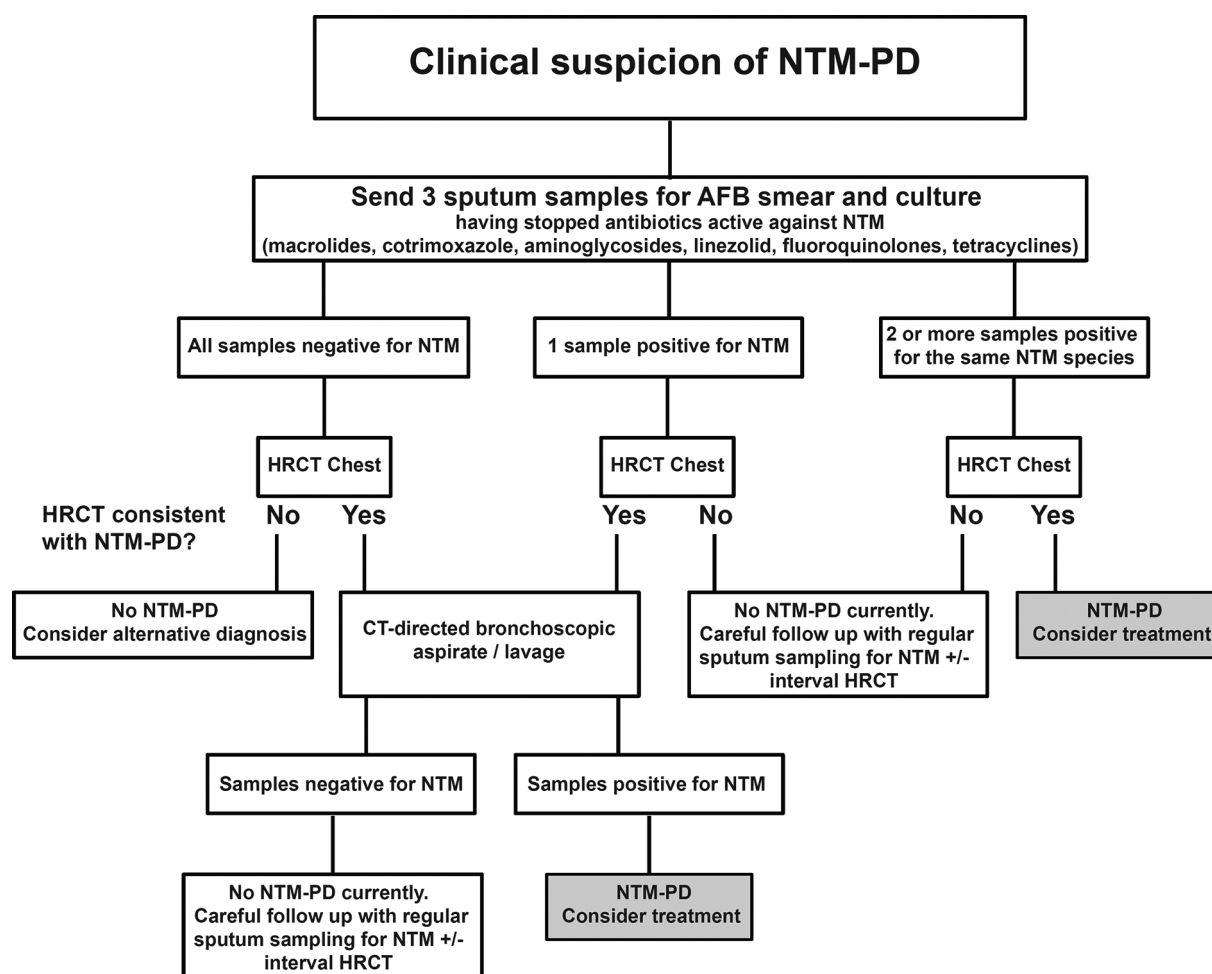 Clinical suspicion of NTM-PD
Send 3 sputum samples for AFB smear and culture
having stopped antibiotics active against NTM
(macrolides, cotrimoxazole, aminoglycosides, linezolid, fluoroquinolones, tetracyclines)
All samples negative for NTM
1 sample positive for NTM
2 or more samples positive
for the same NTM species
HRCT Chest
HRCT Chest
HRCT Chest
HRCT consistent
with NTM-PD?
No
Yes
Yes
No
No
Yes
No NTM-PD
Consider alternative diagnosis
CT-directed bronchoscopic
aspirate / lavage
No NTM-PD currently.
Careful follow up with regular
sputum sampling for NTM +/-
interval HRCT
NTM-PD
Consider treatment
Samples negative for NTM
Samples positive for NTM
No NTM-PD currently.
Careful follow up with regular
sputum sampling for NTM +/-
interval HRCT
NTM-PD
Consider treatment